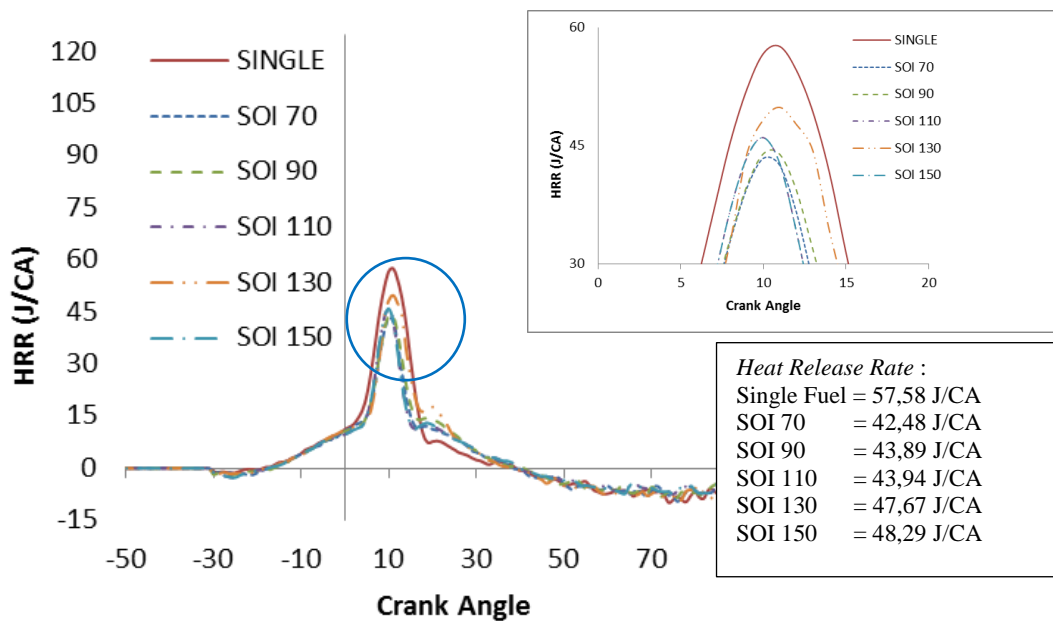 120
105
90
75
60
45
30
15
0
-15
HRR (J/CA)
SINGLE
SOI 70
SOI 90
SOI 110
SOI 130
SOI 150
-50
-30
-10
10
30
50
70
Crank Angle
60
45
30
HRR (J/CA)
SINGLE
SOI 70
SOI 90
SOI 110
SOI 130
SOI 150
0
5
10
15
20
Crank Angle
Heat Release Rate :
Single Fuel = 57,58 J/CA
SOI 70 = 42,48 J/CA
SOI 90 = 43,89 J/CA
SOI 110 = 43,94 J/CA
SOI 130 = 47,67 J/CA
SOI 150 = 48,29 J/CA